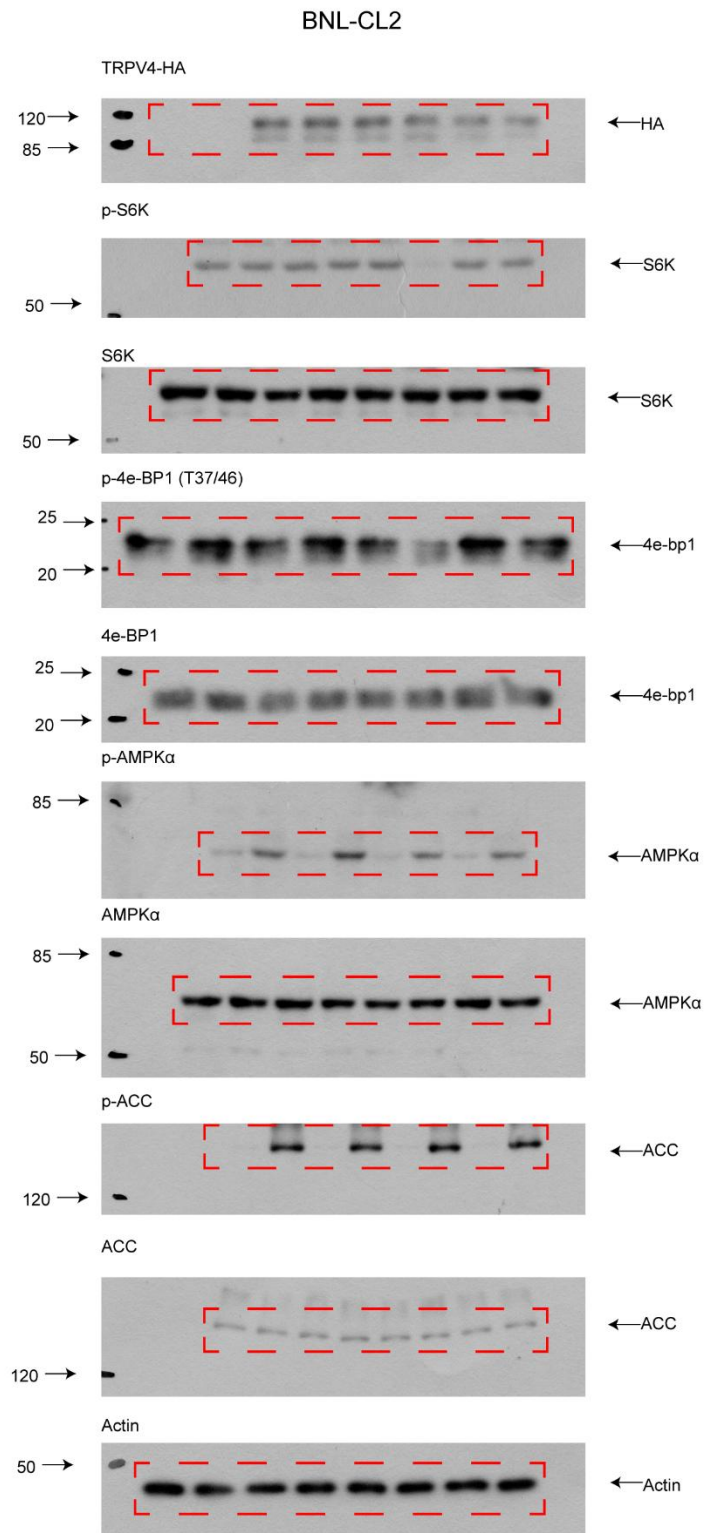 BNL-CL2
TRPV4-HA
120
HA
85
p-S6K
S6K
50
S6K
S6K
50
p-4e-BP1 (T37/46)
25
4e-bp1
20
4e-BP1
25
4e-bp1
20
p-AMPKα
85
AMPKα
AMPKα
85
AMPKα
50
p-ACC
ACC
120
ACC
ACC
120
Actin
50
Actin